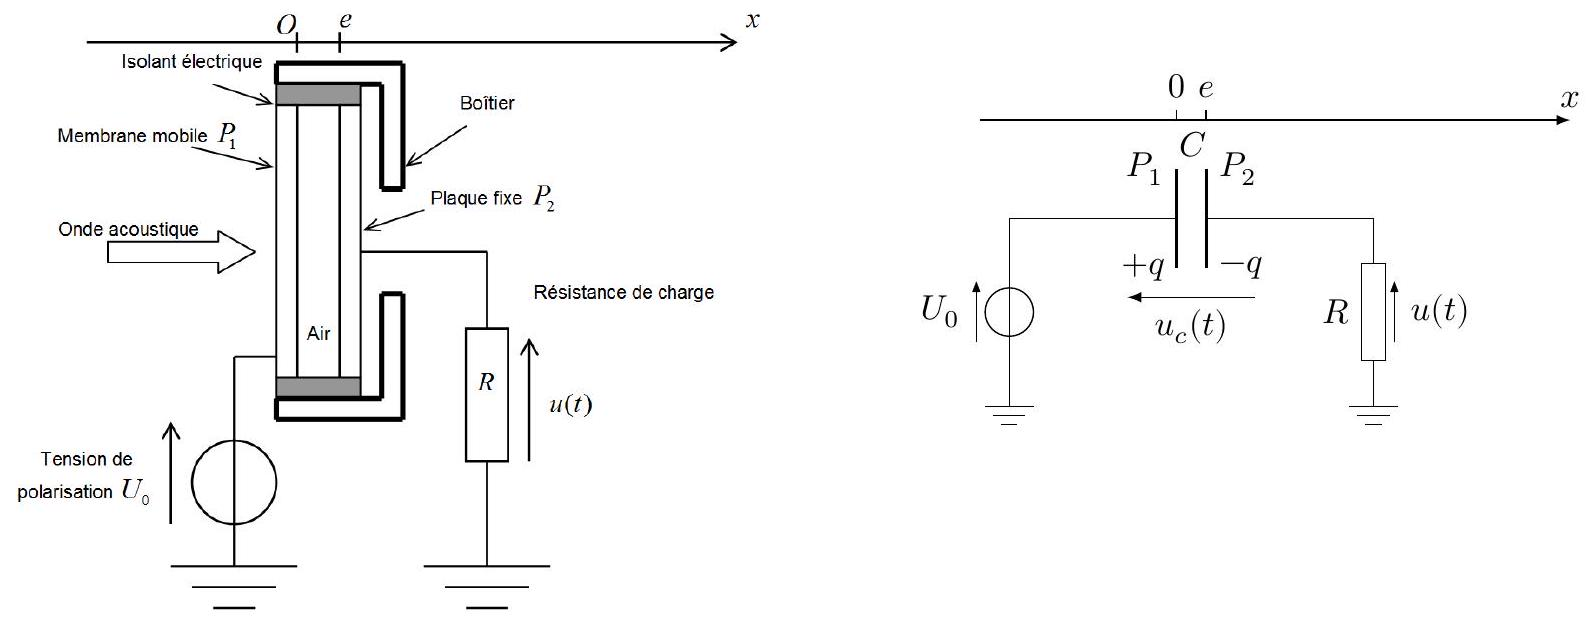 O e x
Isolant électrique
Boîtier
Membrane mobile P₁
Plaque fixe P₂
Onde acoustique
Résistance de charge
Air
R
u(t)
Tension de
polarisation U₀
0 e
x
C
P₁ P₂
+q −q
u_c(t)
U₀
R u(t)